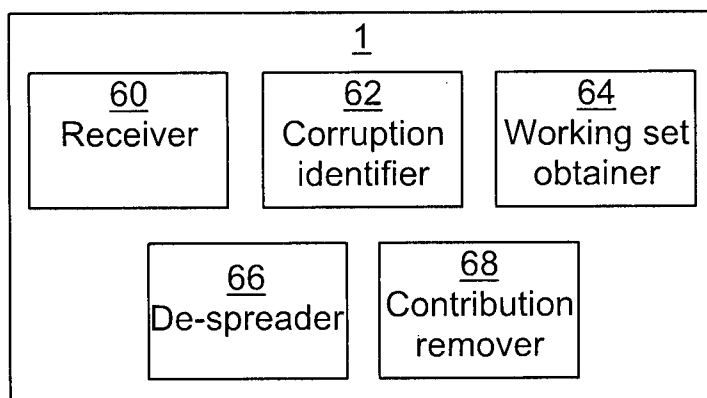 1
60
Receiver
62
Corruption
identifier
64
Working set
obtainer
66
De-spreader
68
Contribution
remover